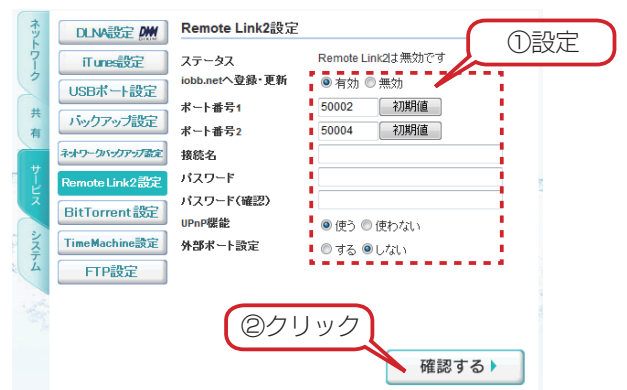 ネットワーク
共有
サービス
システム
DLNA設定 DMM
iTunes設定
USBポート設定
バックアップ設定
ネットワークバックアップ設定
Remote Link2設定
BitTorrent設定
TimeMachine設定
FTP設定
Remote Link2設定
ステータス Remote Link2は無効です
iobb.netへ登録・更新 有効 無効
ポート番号1 50002 初期値
ポート番号2 50004 初期値
接続名
パスワード
パスワード(確認)
UPnP機能 使う 使わない
外部ポート設定 する しない
①設定
②クリック
確認する